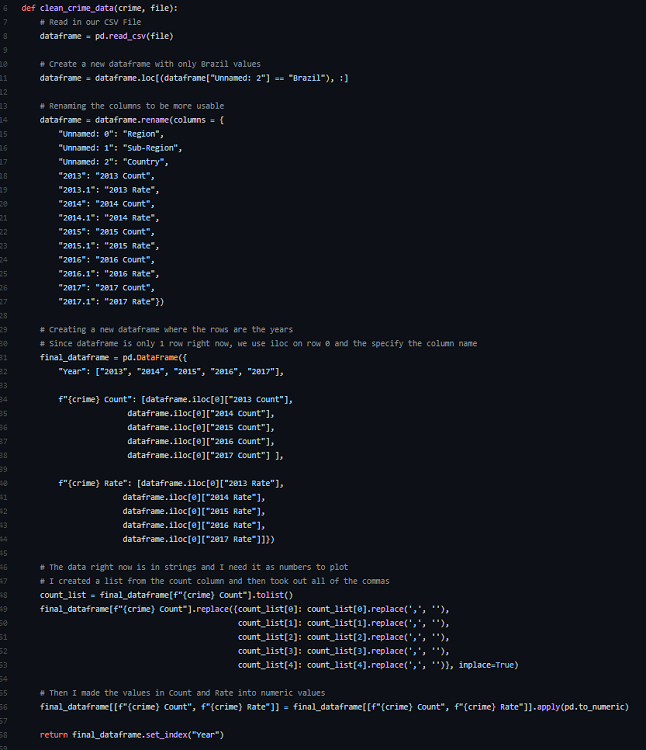 6 def clean_crime_data(crime, file):
7 # Read in our CSV File
8 dataframe = pd.read_csv(file)
9
10 # Create a new dataframe with only Brazil values
11 dataframe = dataframe.loc[(dataframe["Unnamed: 2"] == "Brazil"), :]
12
13 # Renaming the columns to be more usable
14 dataframe = dataframe.rename(columns = {
15 "Unnamed: 0": "Region",
16 "Unnamed: 1": "Sub-Region",
17 "Unnamed: 2": "Country",
18 "2013": "2013 Count",
19 "2013.1": "2013 Rate",
20 "2014": "2014 Count",
21 "2014.1": "2014 Rate",
22 "2015": "2015 Count",
23 "2015.1": "2015 Rate",
24 "2016": "2016 Count",
25 "2016.1": "2016 Rate",
26 "2017": "2017 Count",
27 "2017.1": "2017 Rate"})
28
29 # Creating a new dataframe where the rows are the years
30 # Since dataframe is only 1 row right now, we use iloc on row 0 and the specify the column name
31 final_dataframe = pd.DataFrame({
32 "Year": ["2013", "2014", "2015", "2016", "2017"],
33
34 f"{crime} Count": [dataframe.iloc[0]["2013 Count"],
35 dataframe.iloc[0]["2014 Count"],
36 dataframe.iloc[0]["2015 Count"],
37 dataframe.iloc[0]["2016 Count"],
38 dataframe.iloc[0]["2017 Count"] ],
39
40 f"{crime} Rate": [dataframe.iloc[0]["2013 Rate"],
41 dataframe.iloc[0]["2014 Rate"],
42 dataframe.iloc[0]["2015 Rate"],
43 dataframe.iloc[0]["2016 Rate"],
44 dataframe.iloc[0]["2017 Rate"]]})
45
46 # The data right now is in strings and I need it as numbers to plot
47 # I created a list from the count column and then took out all of the commas
48 count_list = final_dataframe[f"{crime} Count"].tolist()
49 final_dataframe[f"{crime} Count"].replace({count_list[0]: count_list[0].replace(',', ''),
50 count_list[1]: count_list[1].replace(',', ''),
51 count_list[2]: count_list[2].replace(',', ''),
52 count_list[3]: count_list[3].replace(',', ''),
53 count_list[4]: count_list[4].replace(',', '')}, inplace=True)
54
55 # Then I made the values in Count and Rate into numeric values
56 final_dataframe[[f"{crime} Count", f"{crime} Rate"]] = final_dataframe[[f"{crime} Count", f"{crime} Rate"]].apply(pd.to_numeric)
57
58 return final_dataframe.set_index("Year")
59